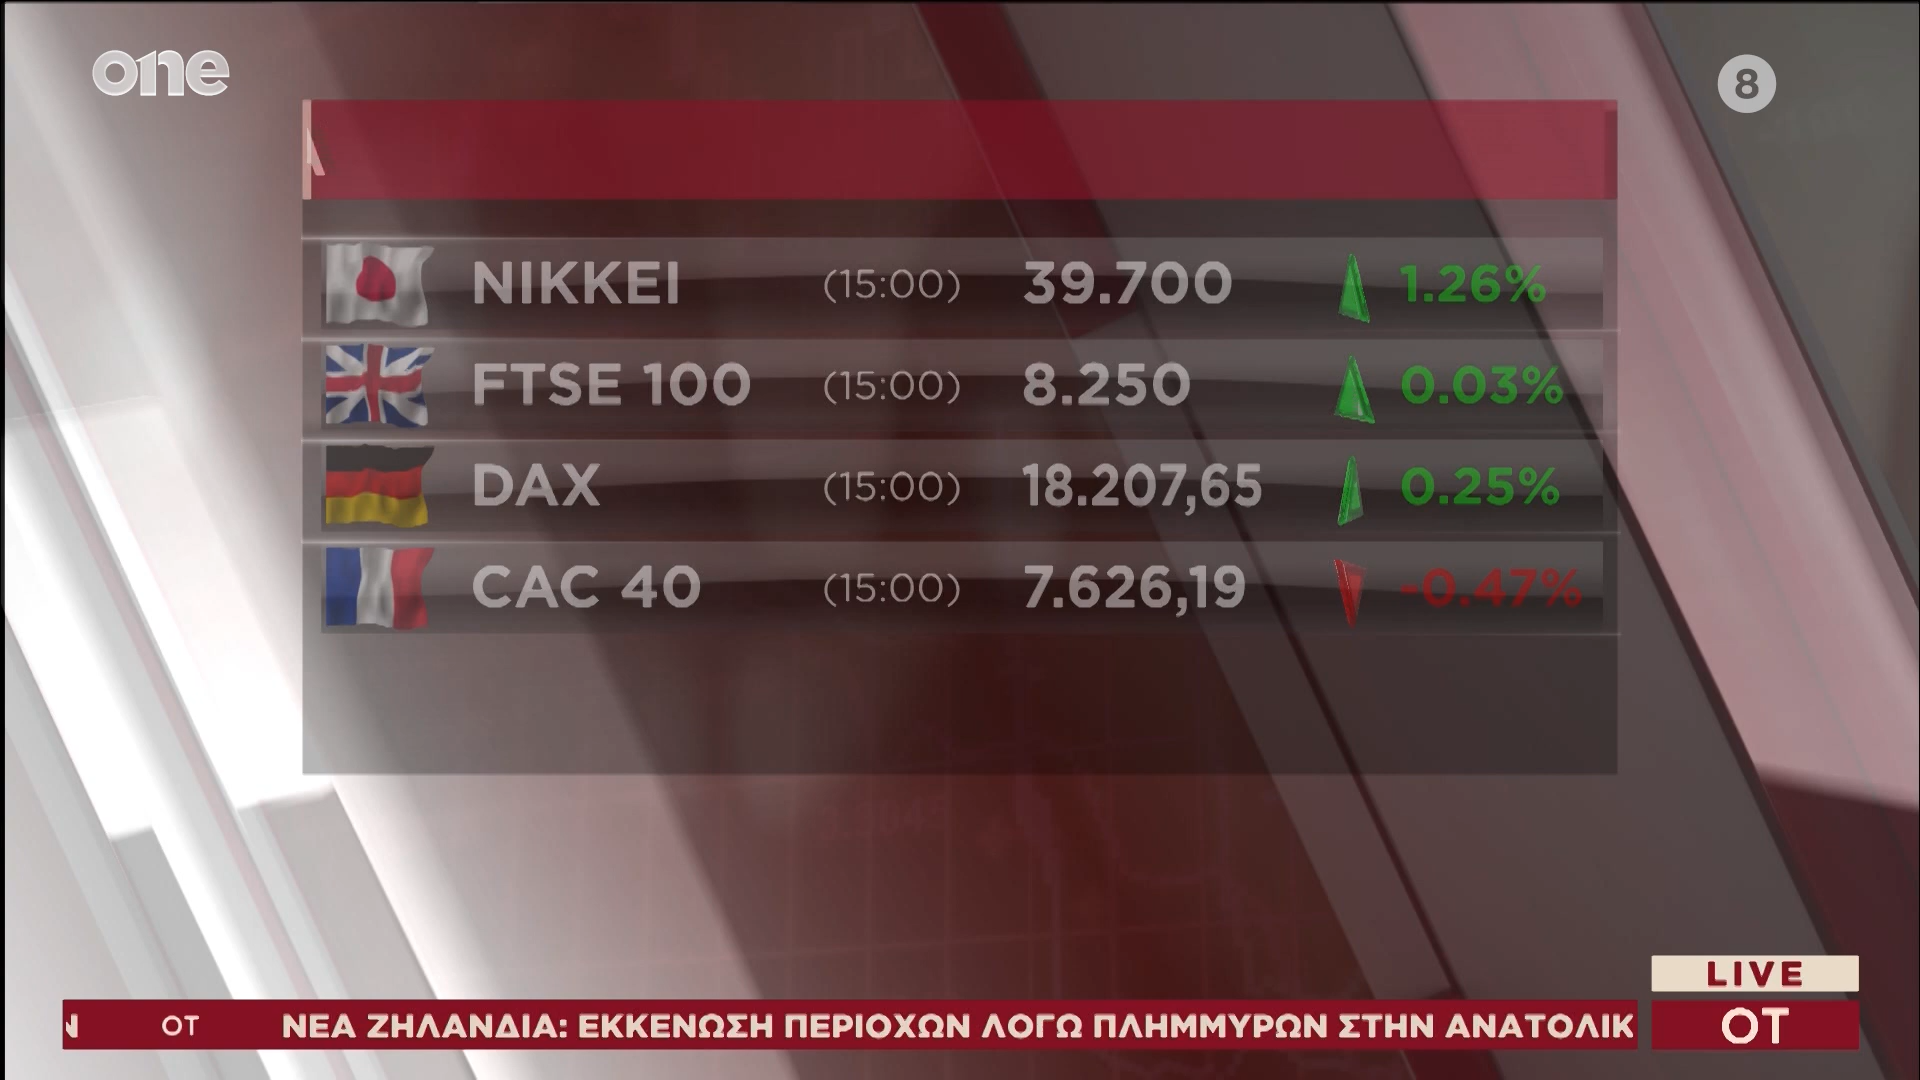 one
8
NIKKEI (15:00) 39.700 1.26%
FTSE 100 (15:00) 8.250 0.03%
DAX (15:00) 18.207,65 0.25%
CAC 40 (15:00) 7.626,19 -0.47%
LIVE
OT
OT ΝΕΑ ΖΗΛΑΝΔΙΑ: ΕΚΚΕΝΩΣΗ ΠΕΡΙΟΧΩΝ ΛΟΓΩ ΠΛΗΜΜΥΡΩΝ ΣΤΗΝ ΑΝΑΤΟΛΙΚ